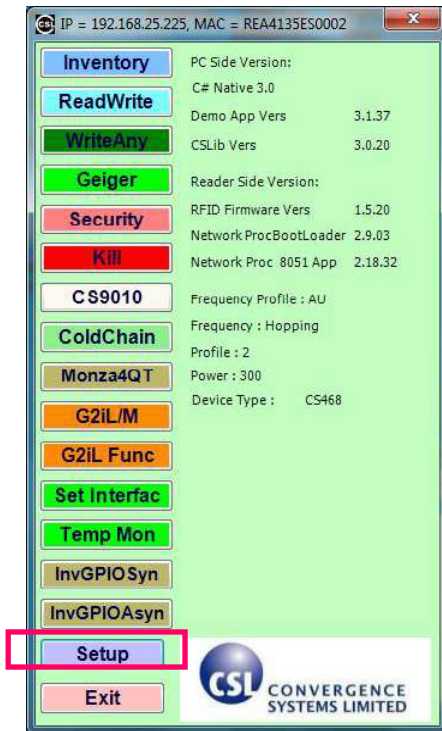 IP = 192.168.25.225, MAC = REA4135ES0002
Inventory
ReadWrite
WriteAny
Geiger
Security
Kill
CS9010
ColdChain
Monza4QT
G2iL/M
G2iL Func
Set Interfac
Temp Mon
InvGPIOSyn
InvGPIOAsyn
Setup
Exit
PC Side Version:
C# Native 3.0
Demo App Vers 3.1.37
CSLib Vers 3.0.20
Reader Side Version:
RFID Firmware Vers 1.5.20
Network ProcBootLoader 2.9.03
Network Proc 8051 App 2.18.32
Frequency Profile : AU
Frequency : Hopping
Profile : 2
Power : 300
Device Type : CS468
CSL CONVERGENCE
SYSTEMS LIMITED